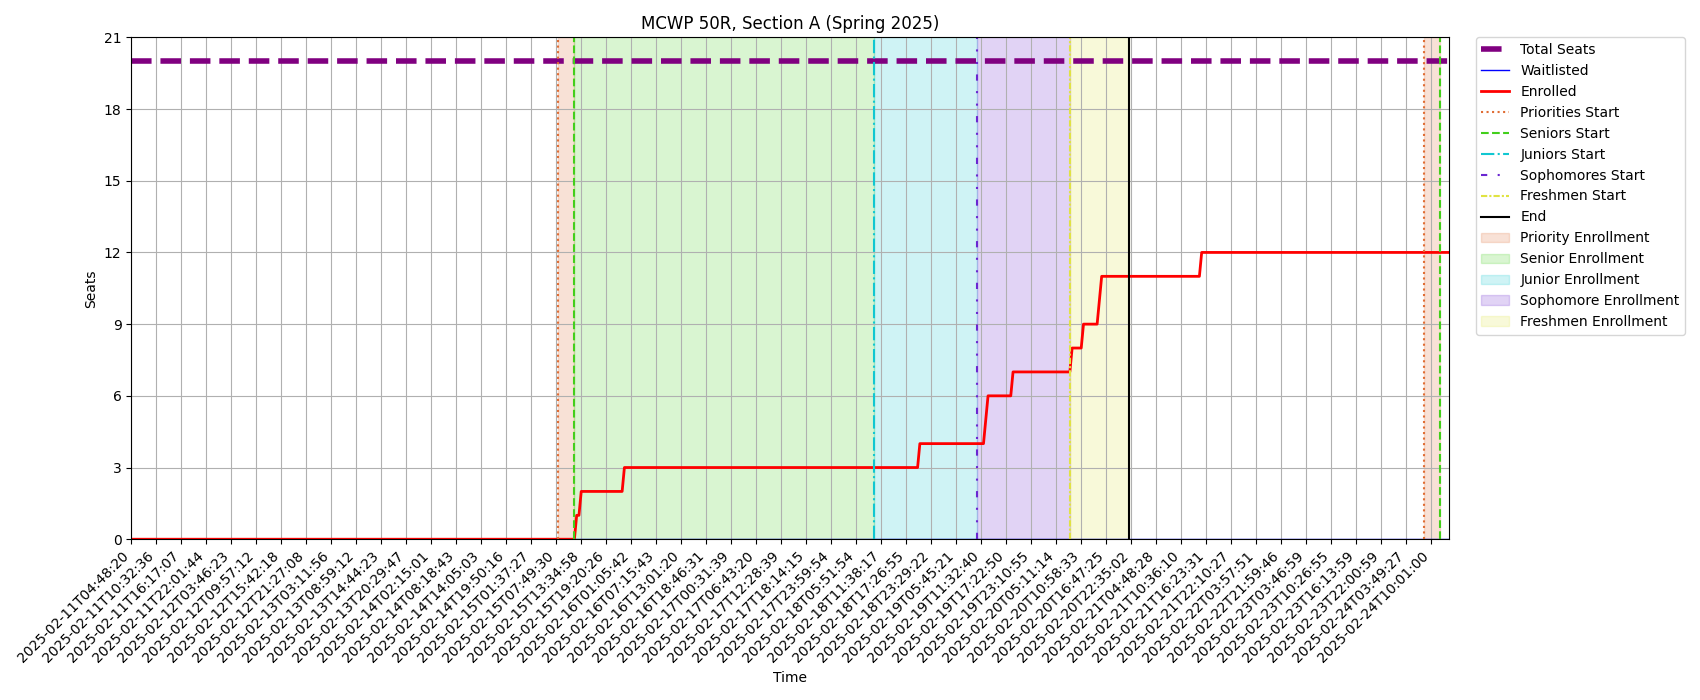 MCWP 50R, Section A (Spring 2025)
21
18
15
12
9
6
3
0
Seats
2025-02-11T04:48:20
2025-02-11T10:32:36
2025-02-11T16:17:07
2025-02-11T22:01:44
2025-02-12T03:46:23
2025-02-12T09:57:12
2025-02-12T15:42:18
2025-02-12T21:27:08
2025-02-13T03:11:56
2025-02-13T08:59:12
2025-02-13T14:44:23
2025-02-13T20:29:47
2025-02-14T02:15:01
2025-02-14T08:18:43
2025-02-14T14:05:03
2025-02-14T19:50:16
2025-02-15T01:37:27
2025-02-15T07:49:30
2025-02-15T13:34:58
2025-02-15T19:20:26
2025-02-16T01:05:42
2025-02-16T07:15:43
2025-02-16T13:01:20
2025-02-16T18:46:31
2025-02-17T00:31:39
2025-02-17T06:43:20
2025-02-17T12:28:39
2025-02-17T18:14:15
2025-02-17T23:59:54
2025-02-18T05:51:54
2025-02-18T11:38:17
2025-02-18T17:26:55
2025-02-18T23:29:22
2025-02-19T05:45:21
2025-02-19T11:32:40
2025-02-19T17:22:50
2025-02-19T23:10:55
2025-02-20T05:11:14
2025-02-20T10:58:33
2025-02-20T16:47:25
2025-02-20T22:35:02
2025-02-21T04:48:28
2025-02-21T10:36:10
2025-02-21T16:23:31
2025-02-21T22:10:27
2025-02-22T03:57:51
2025-02-22T21:59:46
2025-02-23T03:46:59
2025-02-23T10:26:55
2025-02-23T16:13:59
2025-02-23T22:00:59
2025-02-24T03:49:27
2025-02-24T10:01:00
Time
Total Seats
Waitlisted
Enrolled
Priorities Start
Seniors Start
Juniors Start
Sophomores Start
Freshmen Start
End
Priority Enrollment
Senior Enrollment
Junior Enrollment
Sophomore Enrollment
Freshmen Enrollment